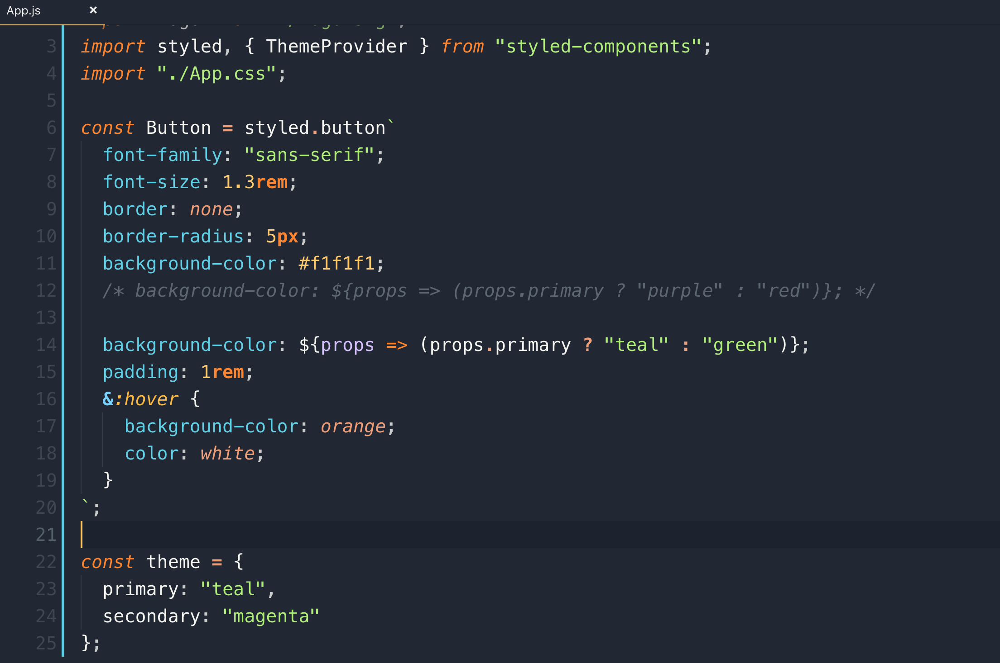 App.js ×
3 import styled, { ThemeProvider } from "styled-components";
4 import "./App.css";
5
6 const Button = styled.button`
7   font-family: "sans-serif";
8   font-size: 1.3rem;
9   border: none;
10   border-radius: 5px;
11   background-color: #f1f1f1;
12   /* background-color: ${props => (props.primary ? "purple" : "red")}; */
13
14   background-color: ${props => (props.primary ? "teal" : "green")};
15   padding: 1rem;
16   &:hover {
17     background-color: orange;
18     color: white;
19   }
20 `;
21
22 const theme = {
23   primary: "teal",
24   secondary: "magenta"
25 };